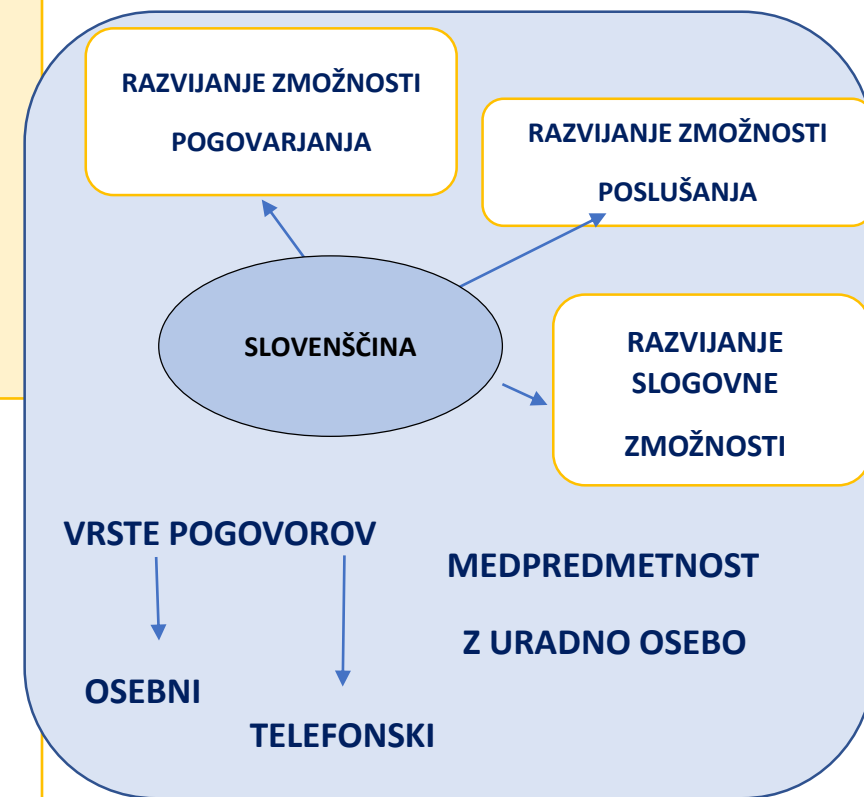 RAZVIJANJE ZMOŽNOSTI
POGOVARJANJA
RAZVIJANJE ZMOŽNOSTI
POSLUŠANJA
SLOVENŠČINA
RAZVIJANJE
SLOGOVNE
ZMOŽNOSTI
VRSTE POGOVOROV
MEDPREDMETNOST
Z URADNO OSEBO
OSEBNI
TELEFONSKI